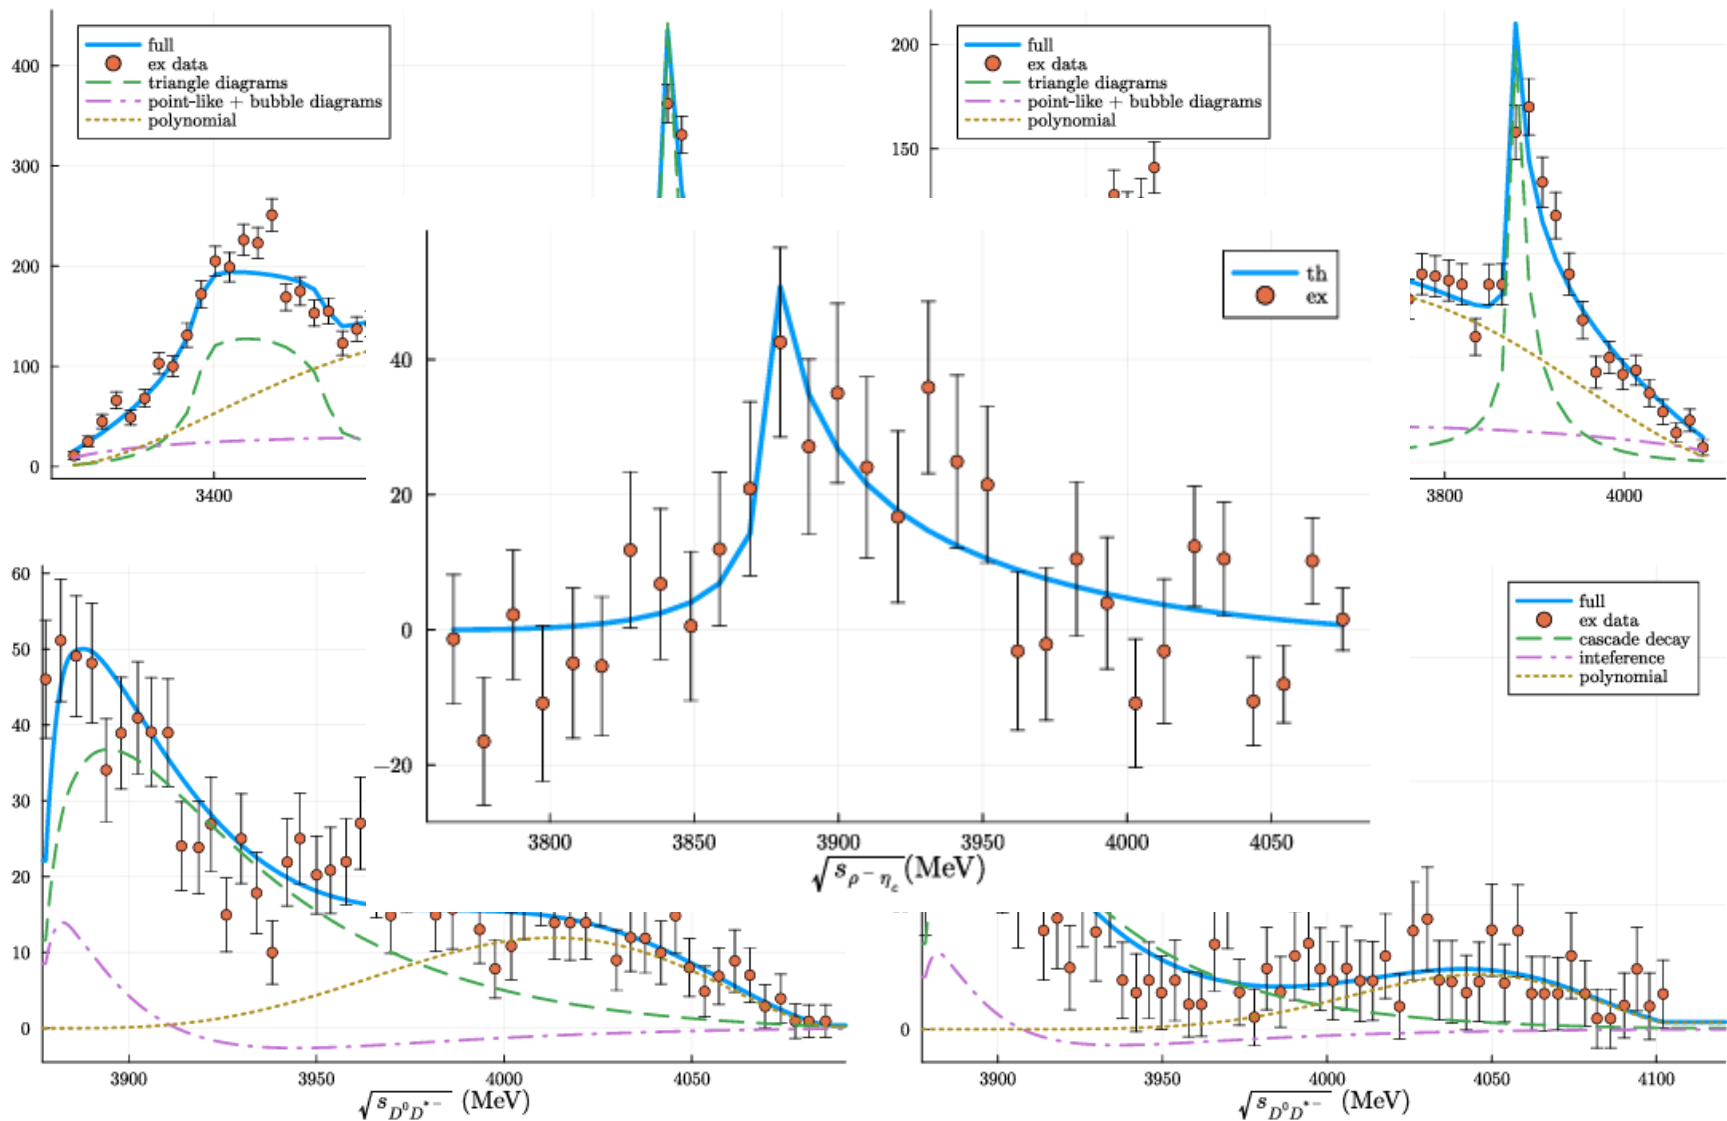 full
ex data
triangle diagrams
point-like + bubble diagrams
polynomial
400
300
200
100
0
3400
full
ex data
triangle diagrams
point-like + bubble diagrams
polynomial
200
150
3800
4000
th
ex
40
20
0
−20
3800
3850
3900
3950
4000
4050
√s_{ρ⁻η_c}(MeV)
60
50
40
30
20
10
0
3900
3950
4000
4050
√s_{D⁰D*⁻} (MeV)
full
ex data
cascade decay
inteference
polynomial
0
3900
3950
4000
4050
4100
√s_{D⁰D*⁻} (MeV)